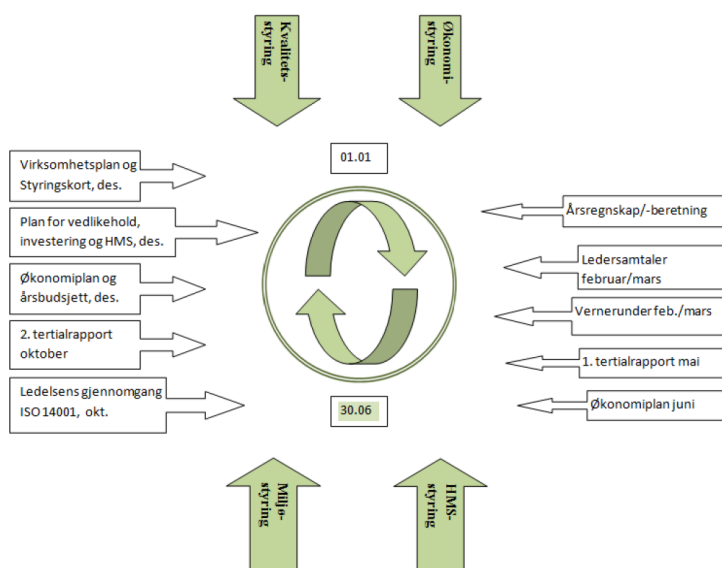 Kvalitets-
styring
Økonomi-
styring
01.01
Virksomhetsplan og
Styringskort, des.
Plan for vedlikehold,
investering og HMS, des.
Økonomiplan og
årsbudsjett, des.
2. tertialrapport
oktober
Ledelsens gjennomgang
ISO 14001, okt.
Årsregnskap/-beretning
Ledersamtaler
februar/mars
Vernerunder feb./mars
1. tertialrapport mai
Økonomiplan juni
30.06
Miljø-
styring
HMS-
styring